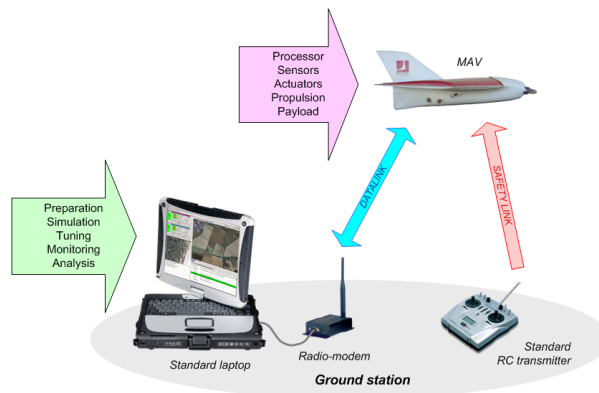 Processor
Sensors
Actuators
Propulsion
Payload
MAV
DATALINK
SAFETY LINK
Preparation
Simulation
Tuning
Monitoring
Analysis
Standard laptop
Radio-modem
Standard
RC transmitter
Ground station